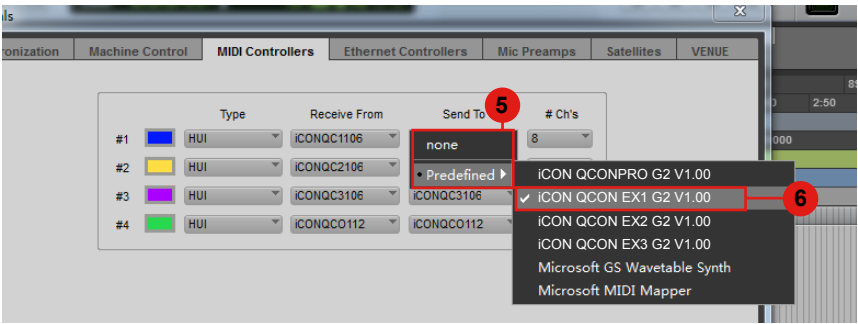 ls
ronization Machine Control MIDI Controllers Ethernet Controllers Mic Preamps Satellites VENUE
Type Receive From Send To # Ch's
5
#1 HUI iCONQC1106 none 8
#2 HUI iCONQC2106 • Predefined
#3 HUI iCONQC3106 iCONQC3106
#4 HUI iCONQCO112 iCONQCO112
iCON QCONPRO G2 V1.00
✓ iCON QCON EX1 G2 V1.00
6
iCON QCON EX2 G2 V1.00
iCON QCON EX3 G2 V1.00
Microsoft GS Wavetable Synth
Microsoft MIDI Mapper
2:50
000